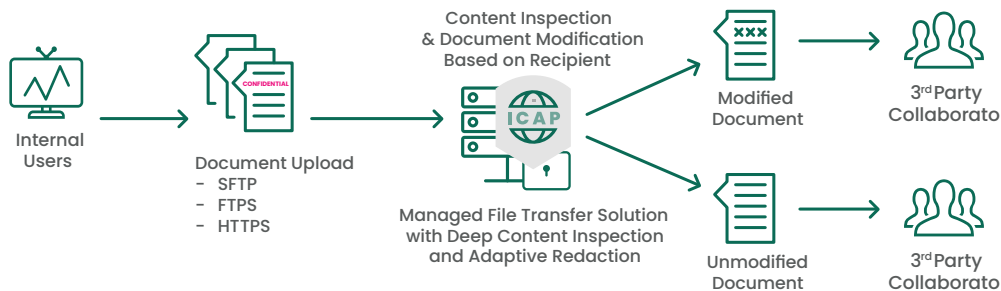 Internal
Users
CONFIDENTIAL
Document Upload
- SFTP
- FTPS
- HTTPS
Content Inspection
& Document Modification
Based on Recipient
ICAP
Managed File Transfer Solution
with Deep Content Inspection
and Adaptive Redaction
xxx
Modified
Document
3rd Party
Collaborato
Unmodified
Document
3rd Party
Collaborato